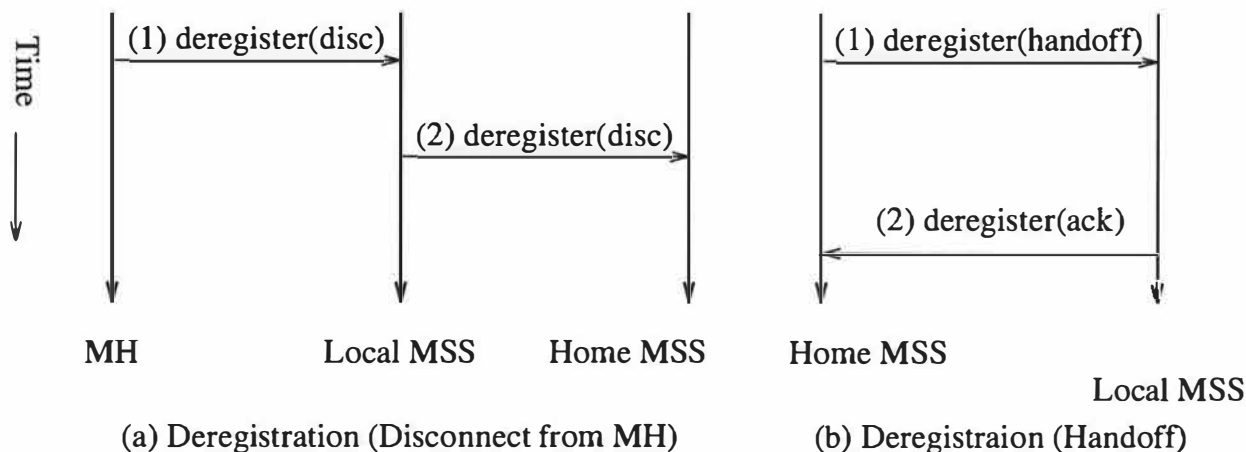 Time
(1) deregister(disc)
(2) deregister(disc)
MH
Local MSS
Home MSS
(a) Deregistration (Disconnect from MH)
(1) deregister(handoff)
(2) deregister(ack)
Home MSS
Local MSS
(b) Deregistraion (Handoff)